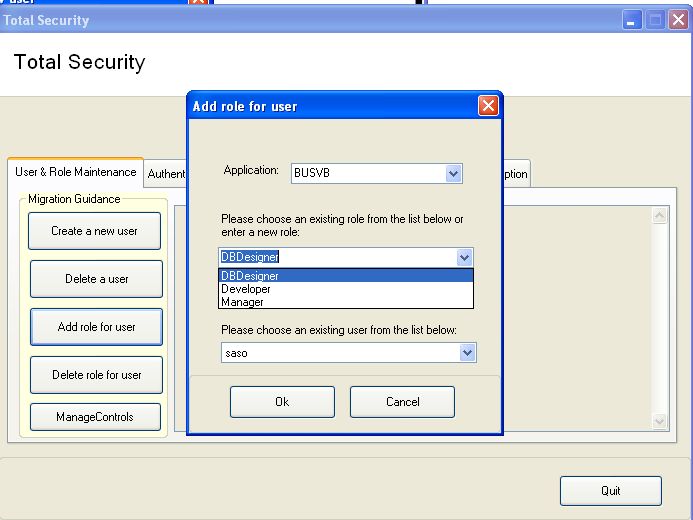 user
Total Security
Total Security
Add role for user
User & Role Maintenance
Authent
ption
Application:
BUSVB
Migration Guidance
Create a new user
Delete a user
Add role for user
Delete role for user
ManageControls
Please choose an existing role from the list below or
enter a new role:
DBDesigner
DBDesigner
Developer
Manager
Please choose an existing user from the list below:
saso
Ok
Cancel
Quit